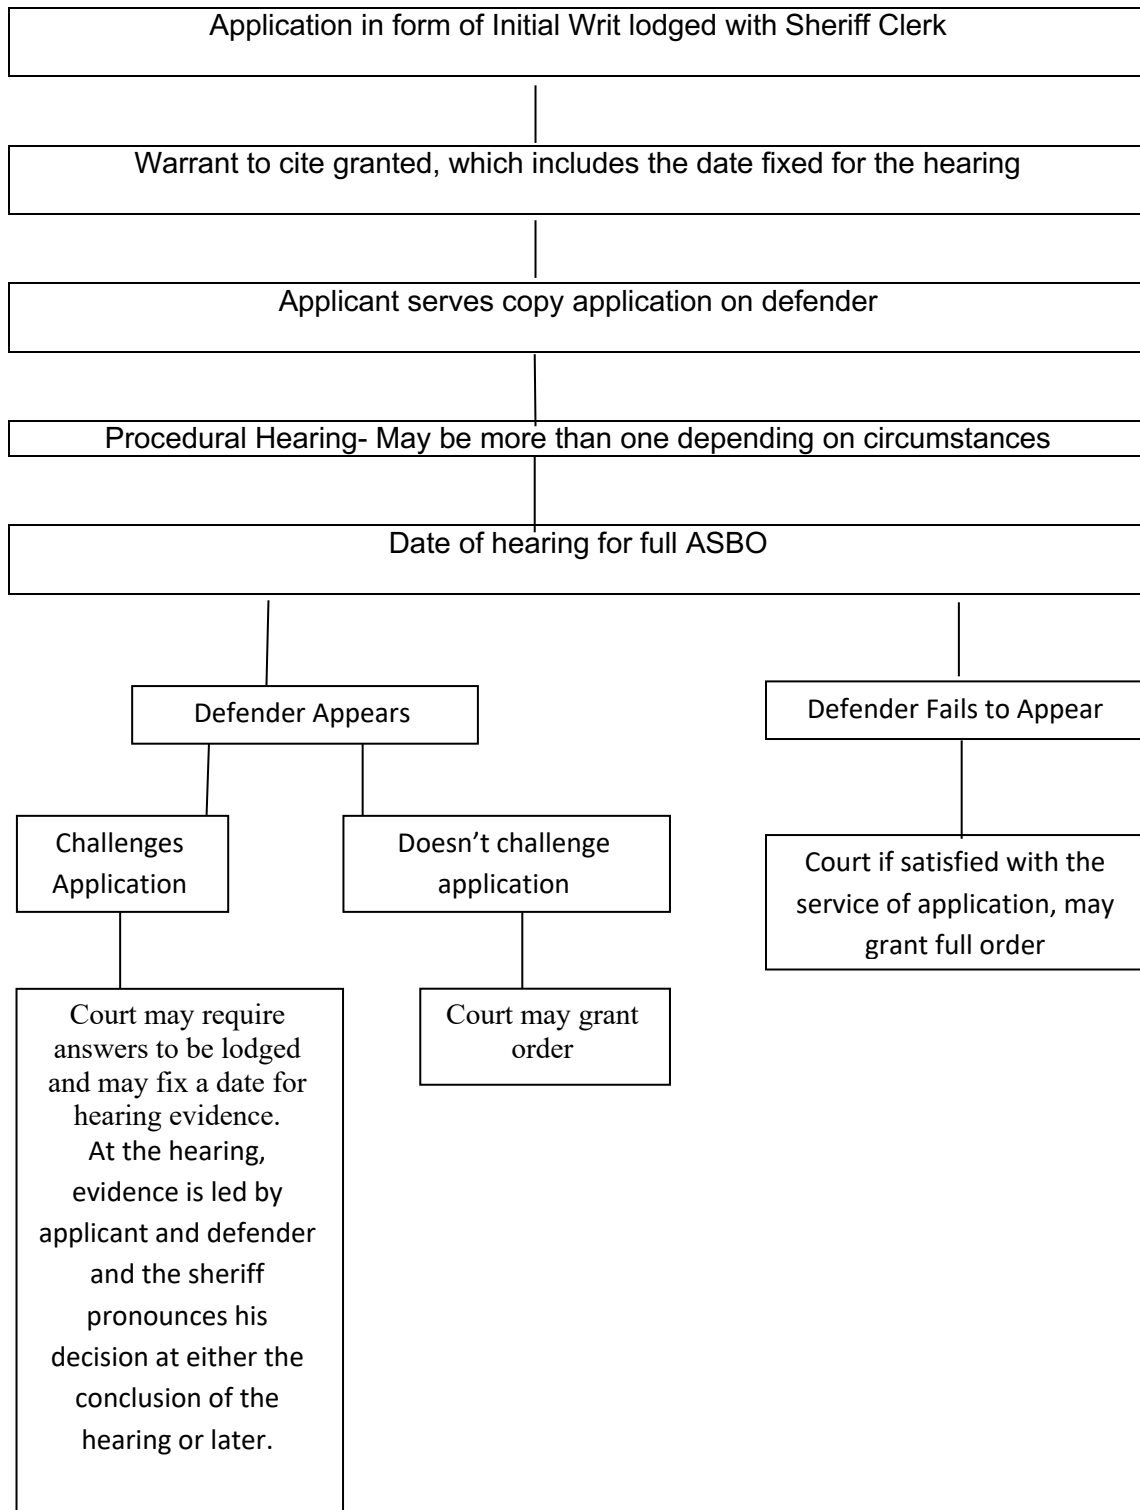 Application in form of Initial Writ lodged with Sheriff Clerk
Warrant to cite granted, which includes the date fixed for the hearing
Applicant serves copy application on defender
Procedural Hearing- May be more than one depending on circumstances
Date of hearing for full ASBO
Defender Appears
Defender Fails to Appear
Challenges
Application
Doesn’t challenge
application
Court if satisfied with the
service of application, may
grant full order
Court may require
answers to be lodged
and may fix a date for
hearing evidence.
At the hearing,
evidence is led by
applicant and defender
and the sheriff
pronounces his
decision at either the
conclusion of the
hearing or later.
Court may grant
order